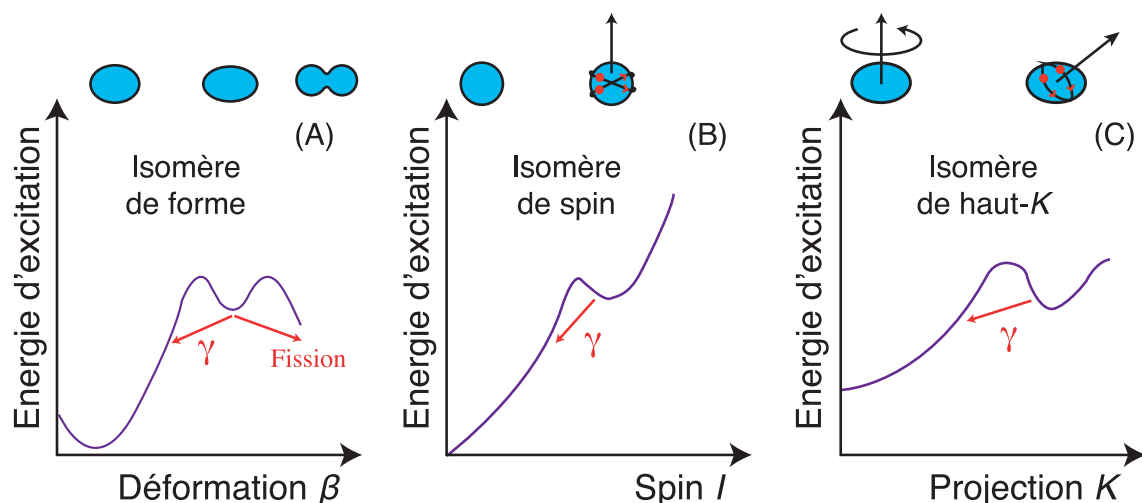 (A)
Isomère
de forme
Energie d'excitation
γ
Fission
Déformation β
(B)
Isomère
de spin
Energie d'excitation
γ
Spin I
(C)
Isomère
de haut-K
Energie d'excitation
γ
Projection K